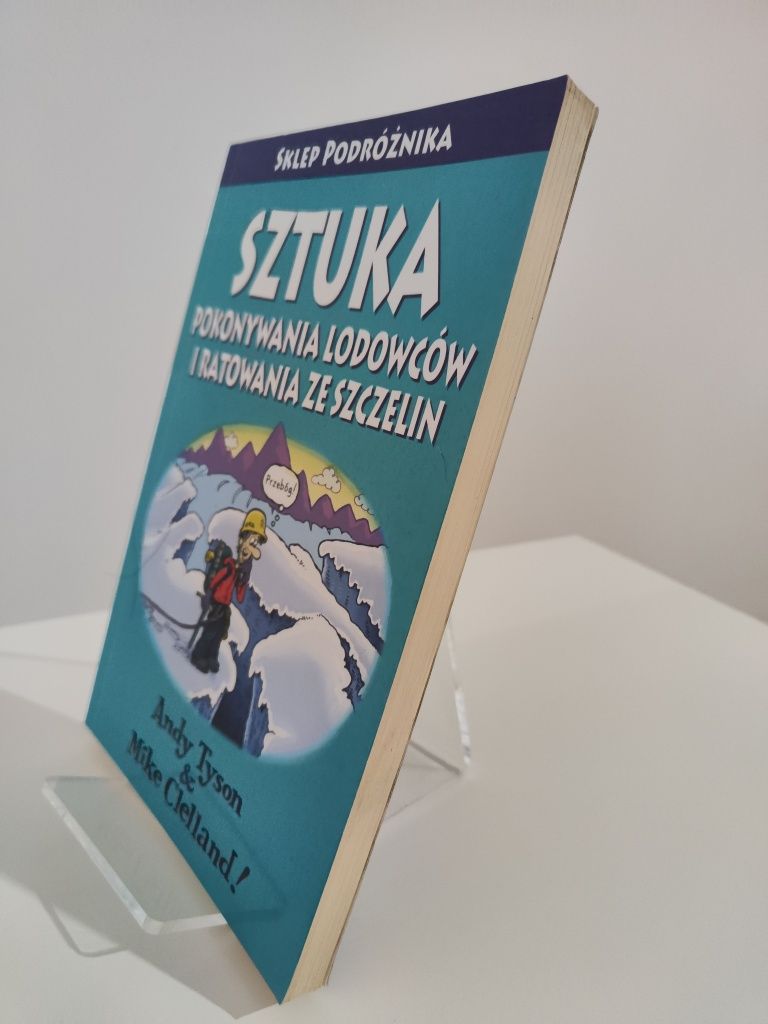 SKLEP PODRÓŻNIKA
SZTUKA
POKONYWANIA LODOWCÓW
I RATOWANIA ZE SZCZELIN
Przebóg!
Andy Tyson
&
Mike Clelland!